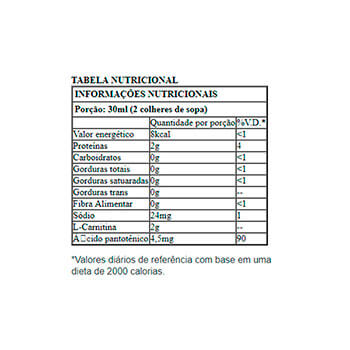 TABELA NUTRICIONAL
INFORMAÇÕES NUTRICIONAIS
Porção: 30ml (2 colheres de sopa)
Quantidade por porção %V.D.*
Valor energético 8kcal <1
Proteínas 2g 4
Carboidratos 0g <1
Gorduras totais 0g <1
Gorduras saturadas 0g <1
Gorduras trans 0g --
Fibra Alimentar 0g <1
Sódio 24mg 1
L-Carnitina 2g --
A□cido pantotênico 4,5mg 90
*Valores diários de referência com base em uma
dieta de 2000 calorias.